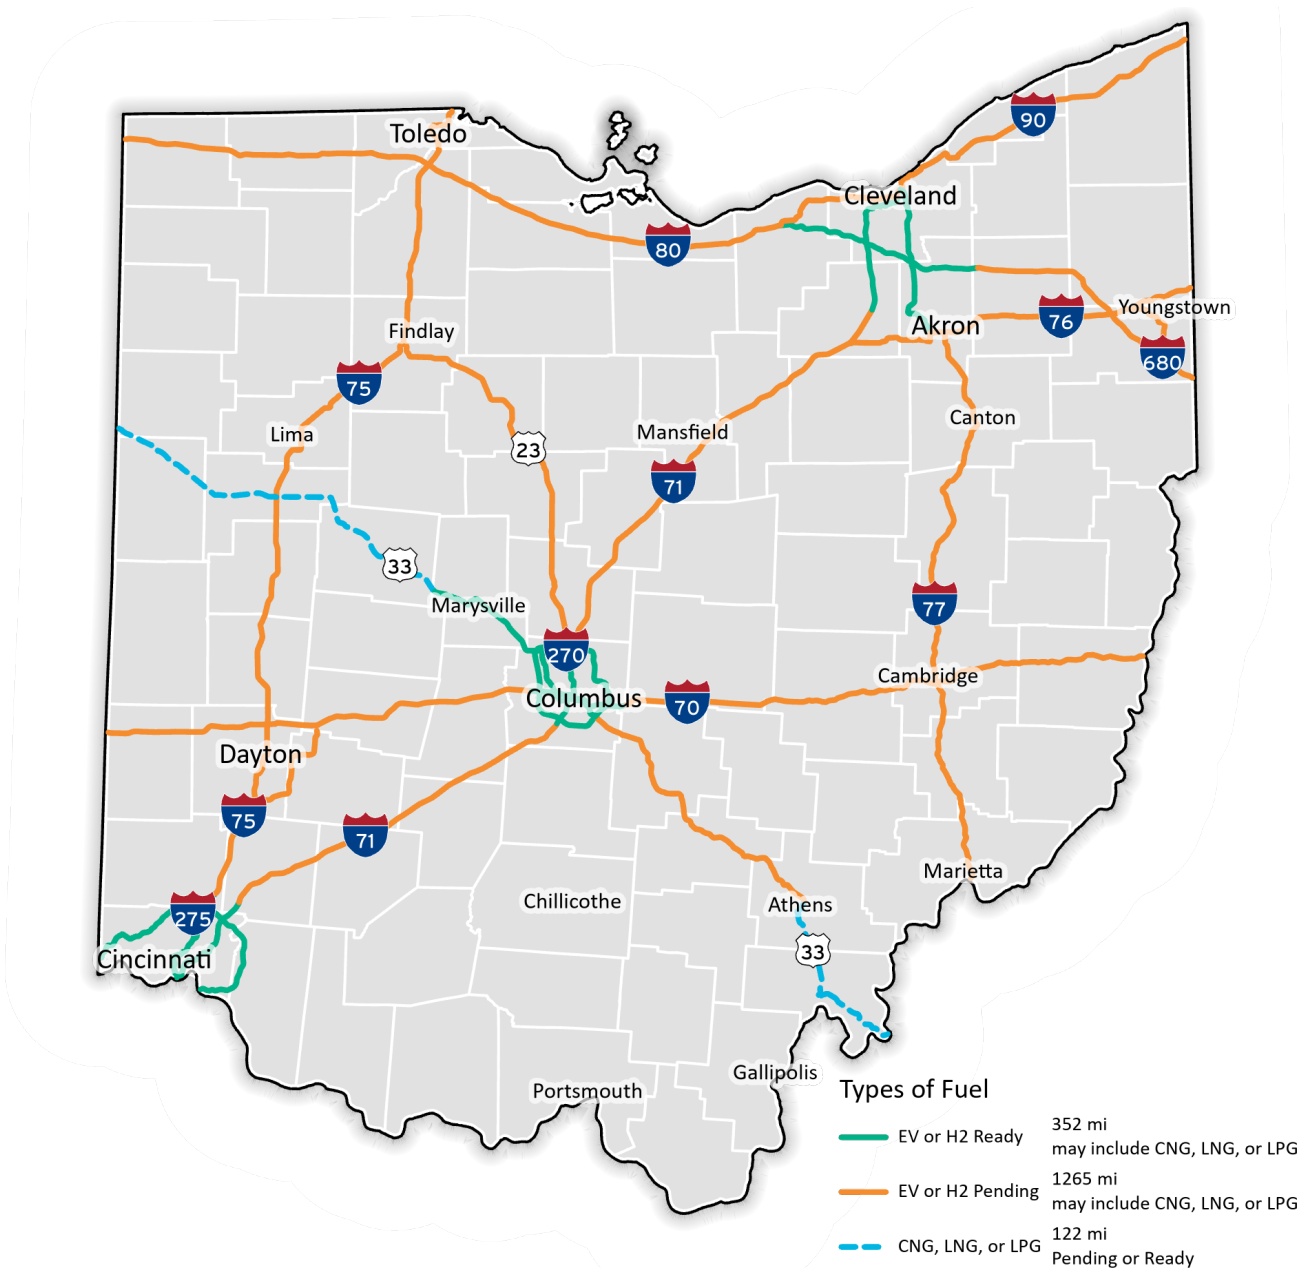 90
Toledo
Cleveland
80
Youngstown
76
Akron
Findlay
680
75
Canton
Lima
Mansfield
23
71
33
77
Marysville
270
Cambridge
Columbus
70
Dayton
75
71
Marietta
Chillicothe
Athens
275
33
Cincinnati
Gallipolis
Portsmouth
Types of Fuel
EV or H2 Ready
352 mi
may include CNG, LNG, or LPG
EV or H2 Pending
1265 mi
may include CNG, LNG, or LPG
CNG, LNG, or LPG
122 mi
Pending or Ready